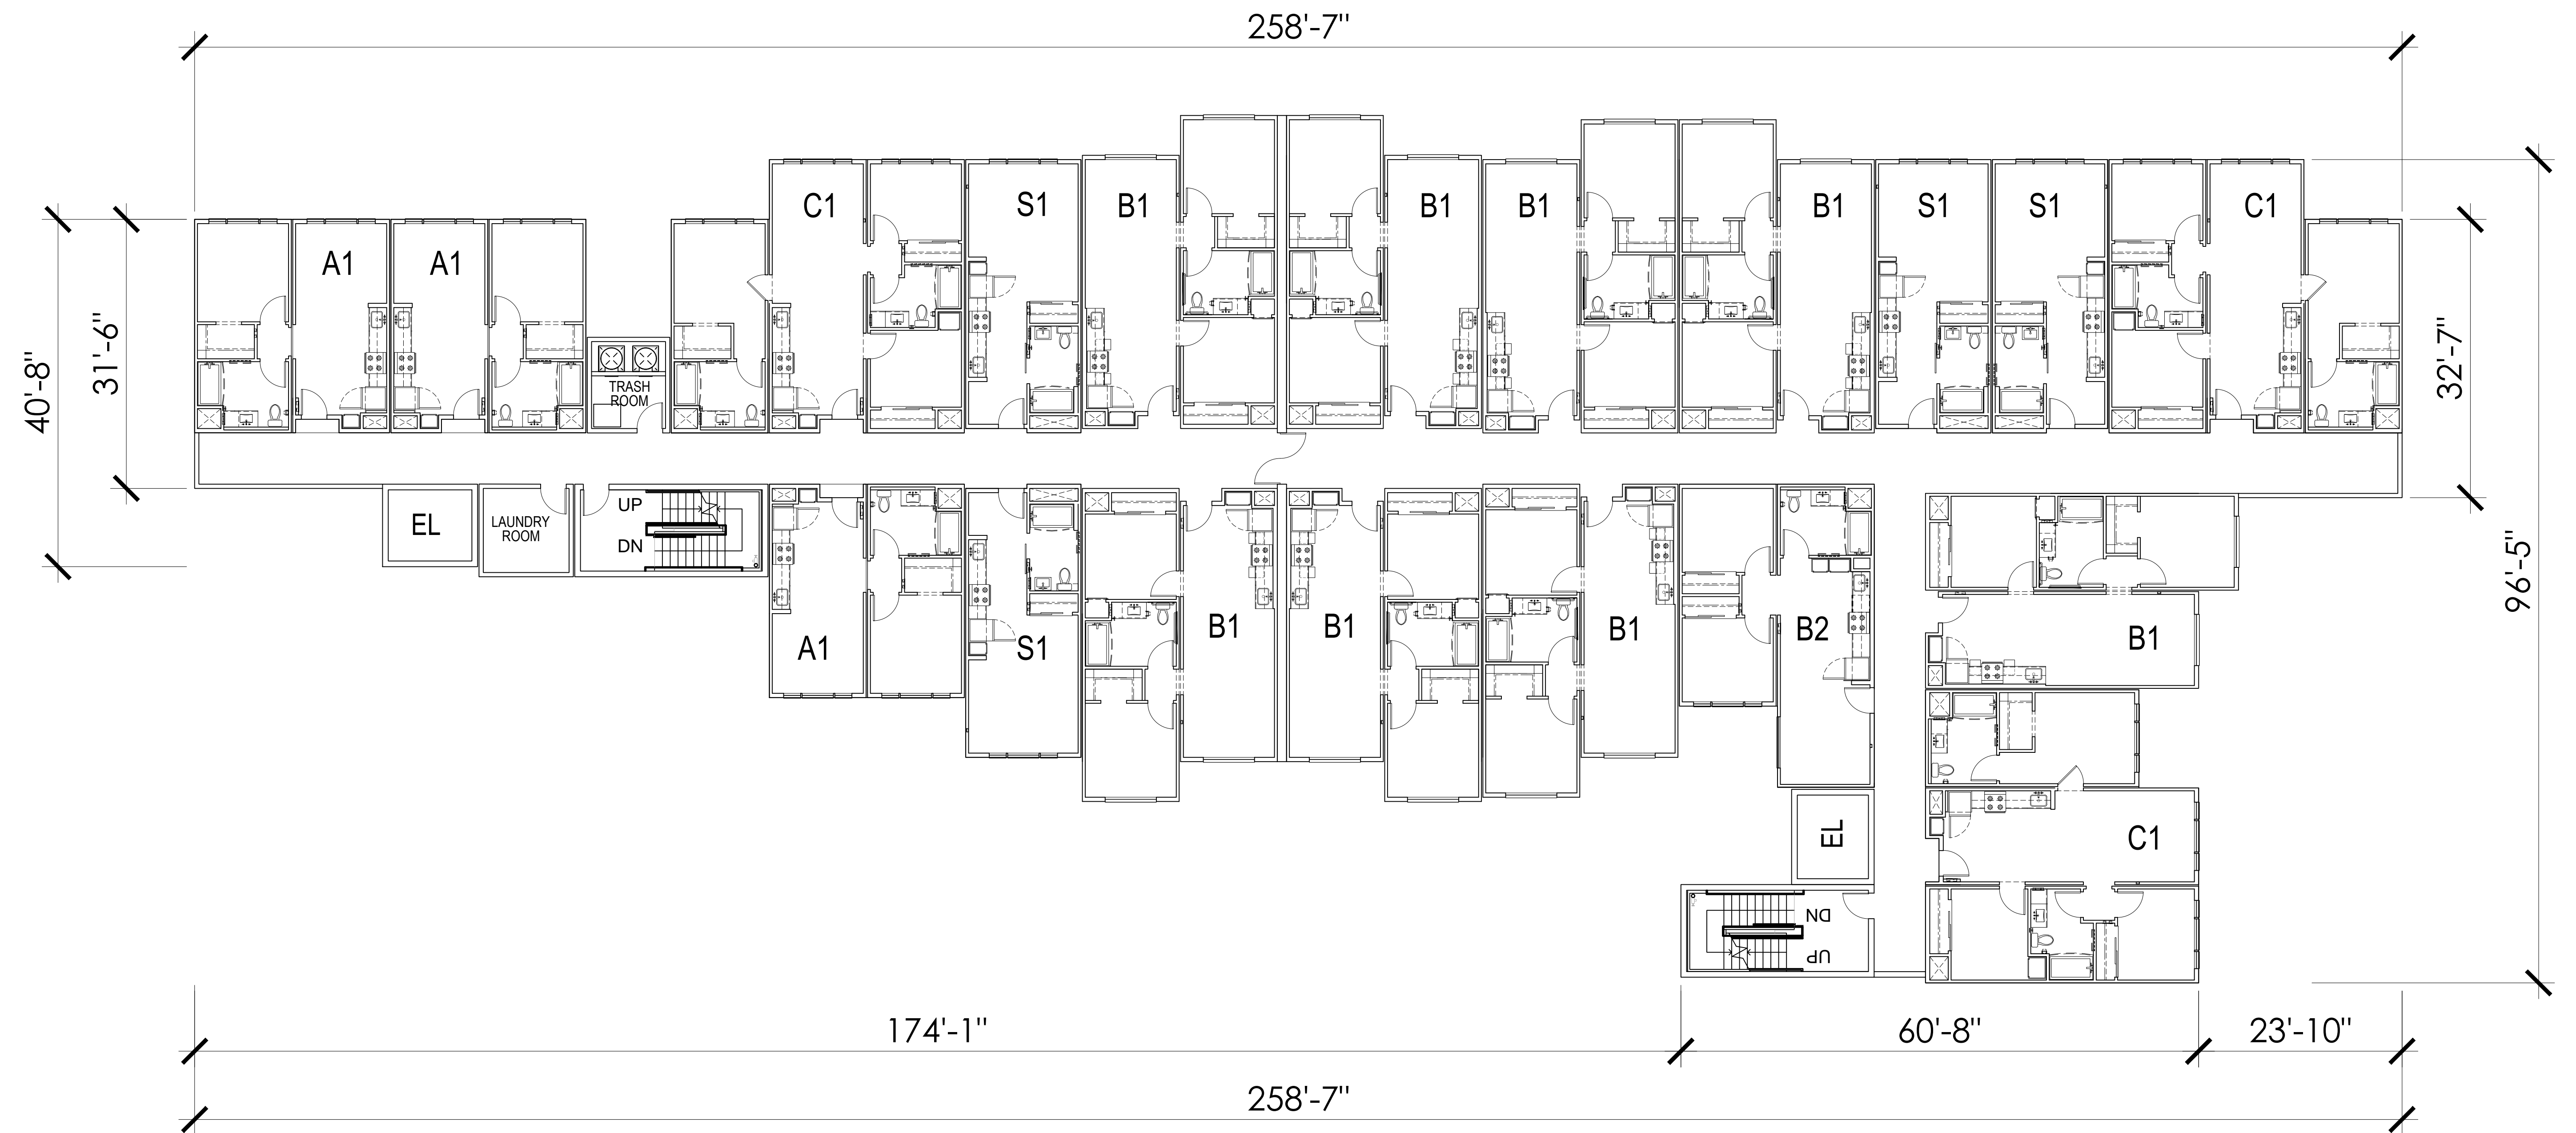 258'-7"
C1
S1
B1
B1
B1
B1
S1
S1
C1
A1
A1
31'-6"
40'-8"
32'-7"
TRASH
ROOM
UP
EL
LAUNDRY
ROOM
DN
96'-5"
A1
S1
B1
B1
B1
B2
B1
EL
C1
DN
UP
174'-1"
60'-8"
23'-10"
258'-7"